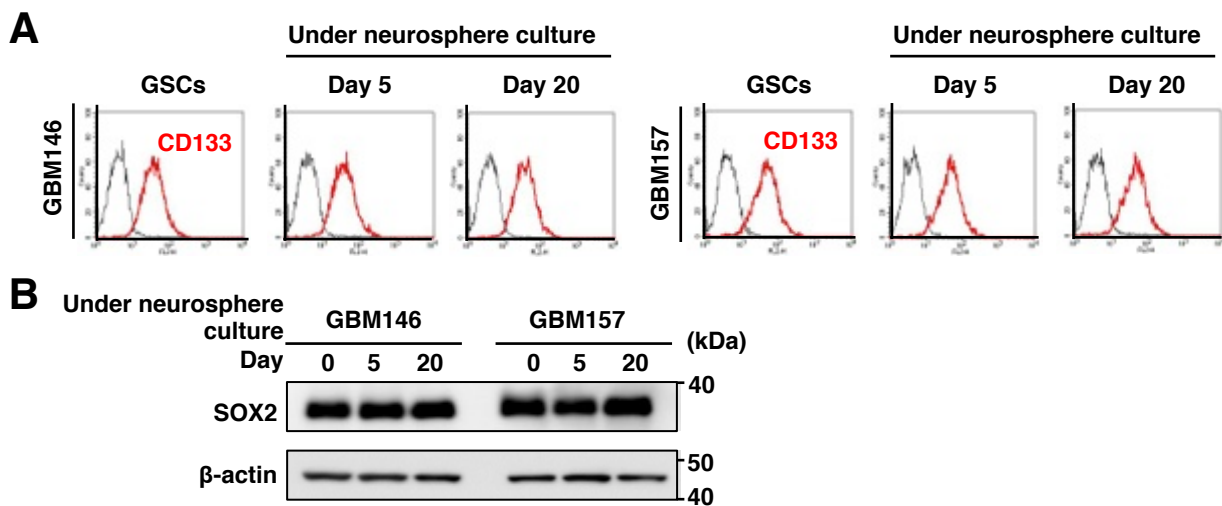 A
Under neurosphere culture
Under neurosphere culture
GSCs
Day 5
Day 20
GSCs
Day 5
Day 20
GBM146
CD133
GBM157
CD133
B
Under neurosphere
culture
GBM146
GBM157
(kDa)
Day
0 5 20
0 5 20
40
SOX2
β-actin
50
40